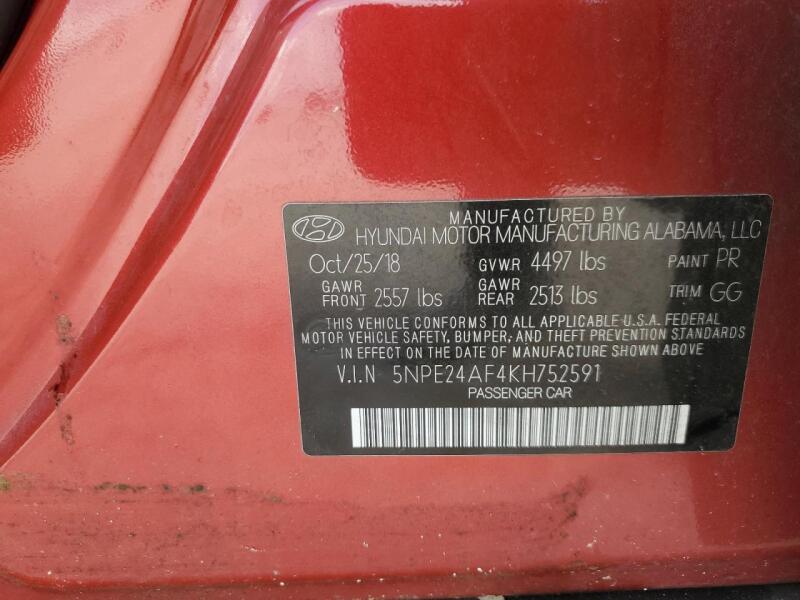 MANUFACTURED BY
HYUNDAI MOTOR MANUFACTURING ALABAMA, LLC
Oct/25/18 GVWR 4497 lbs PAINT PR
GAWR FRONT 2557 lbs GAWR REAR 2513 lbs TRIM GG
THIS VEHICLE CONFORMS TO ALL APPLICABLE U.S.A. FEDERAL
MOTOR VEHICLE SAFETY, BUMPER, AND THEFT PREVENTION STANDARDS
IN EFFECT ON THE DATE OF MANUFACTURE SHOWN ABOVE
V.I.N 5NPE24AF4KH752591
PASSENGER CAR